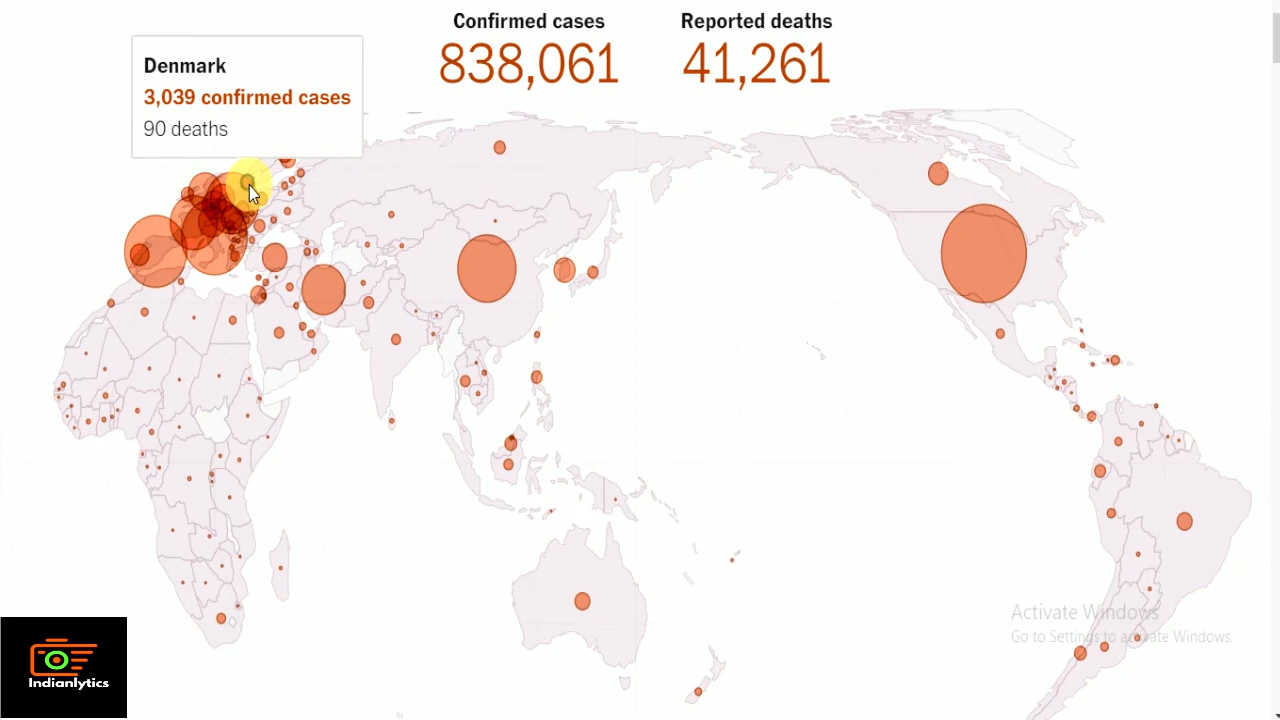 Confirmed cases
Reported deaths
838,061
41,261
Denmark
3,039 confirmed cases
90 deaths
Activate Windows
Go to Settings to activate Windows.
Indianlytics